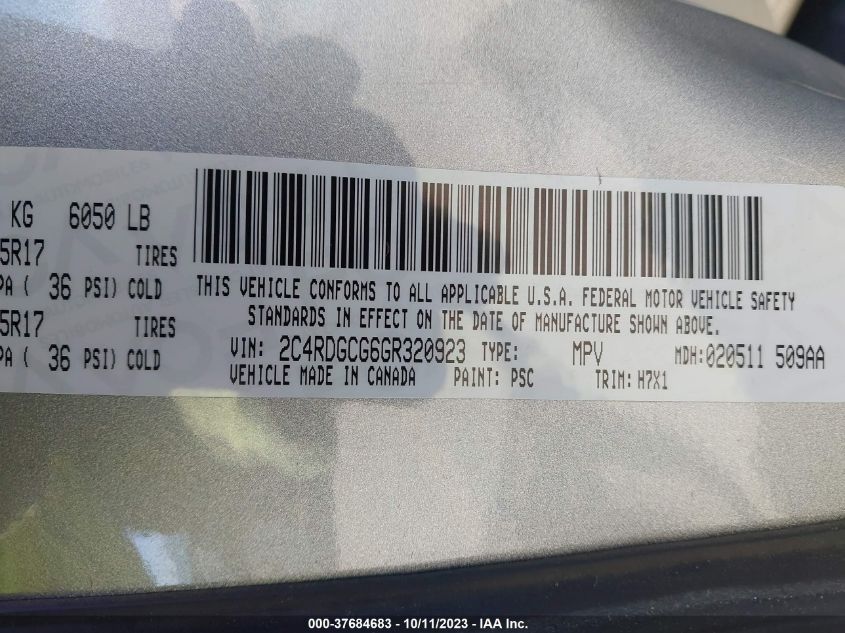 KG 6050 LB
5R17 TIRES
PA ( 36 PSI) COLD
5R17 TIRES
PA ( 36 PSI) COLD
THIS VEHICLE CONFORMS TO ALL APPLICABLE U.S.A. FEDERAL MOTOR VEHICLE SAFETY
STANDARDS IN EFFECT ON THE DATE OF MANUFACTURE SHOWN ABOVE.
VIN: 2C4RDGCG6GR320923 TYPE: MPV MDH:020511 509AA
VEHICLE MADE IN CANADA PAINT: PSC TRIM: H7X1
000-37684683 - 10/11/2023 - IAA Inc.